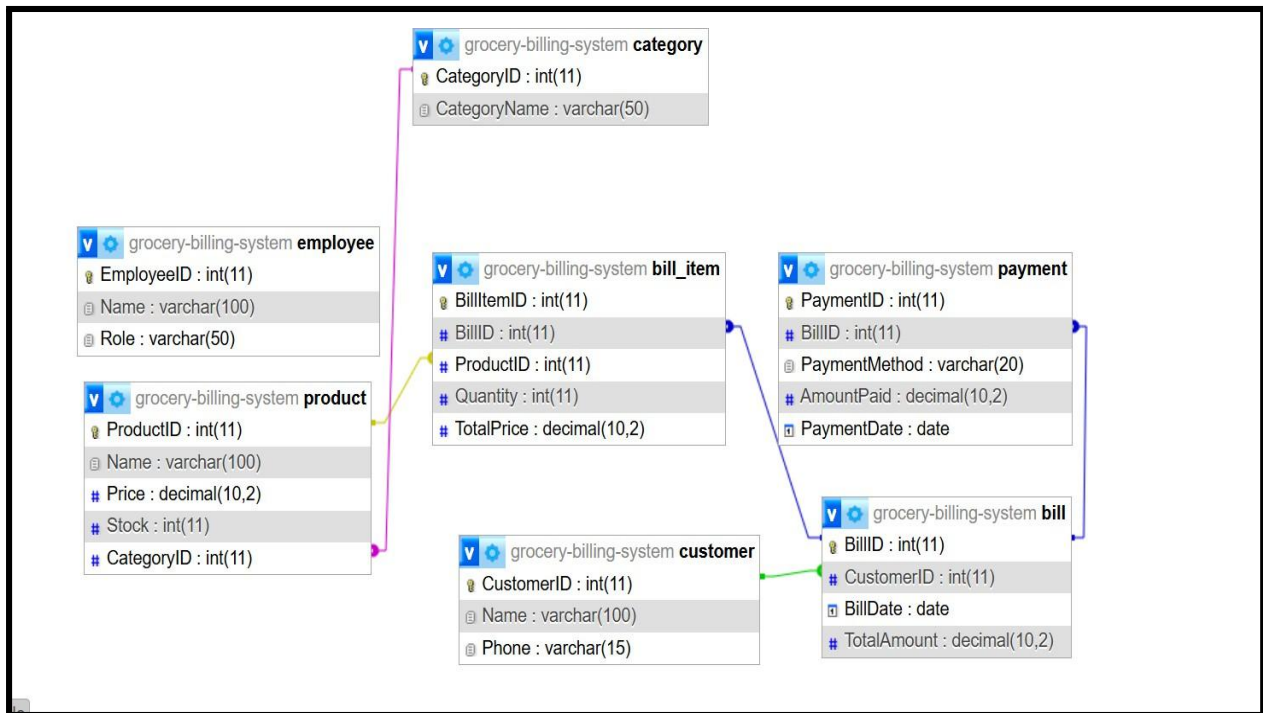 grocery-billing-system category
CategoryID : int(11)
CategoryName : varchar(50)
grocery-billing-system employee
EmployeeID : int(11)
Name : varchar(100)
Role : varchar(50)
grocery-billing-system bill_item
BillItemID : int(11)
BillID : int(11)
ProductID : int(11)
Quantity : int(11)
TotalPrice : decimal(10,2)
grocery-billing-system payment
PaymentID : int(11)
BillID : int(11)
PaymentMethod : varchar(20)
AmountPaid : decimal(10,2)
PaymentDate : date
grocery-billing-system product
ProductID : int(11)
Name : varchar(100)
Price : decimal(10,2)
Stock : int(11)
CategoryID : int(11)
grocery-billing-system customer
CustomerID : int(11)
Name : varchar(100)
Phone : varchar(15)
grocery-billing-system bill
BillID : int(11)
CustomerID : int(11)
BillDate : date
TotalAmount : decimal(10,2)